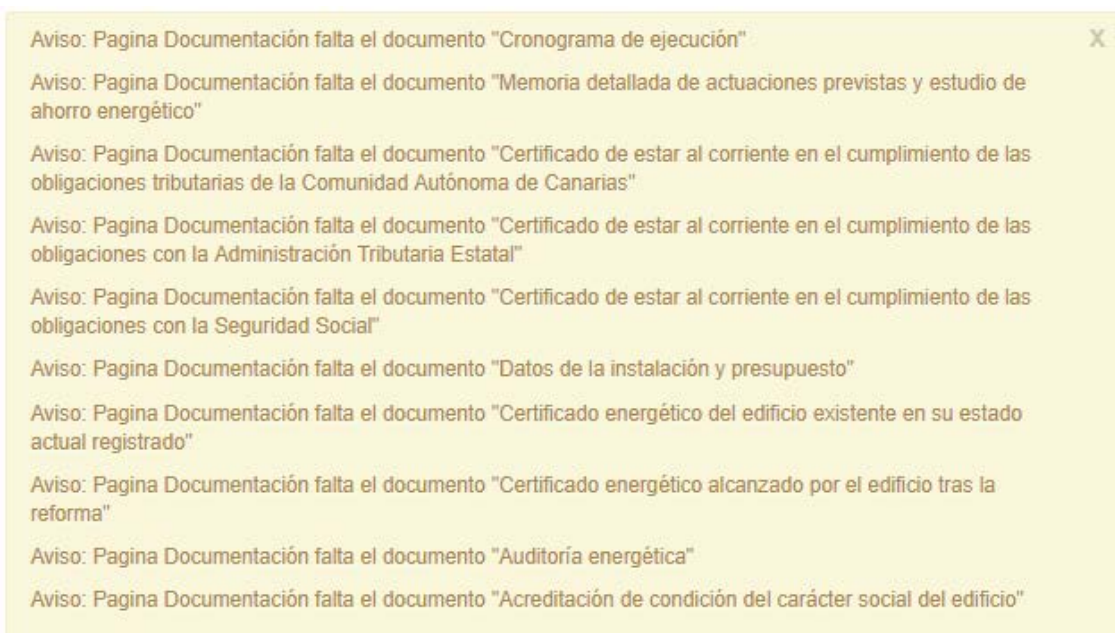 Aviso: Pagina Documentación falta el documento "Cronograma de ejecución"
X
Aviso: Pagina Documentación falta el documento "Memoria detallada de actuaciones previstas y estudio de
ahorro energético"
Aviso: Pagina Documentación falta el documento "Certificado de estar al corriente en el cumplimiento de las
obligaciones tributarias de la Comunidad Autónoma de Canarias"
Aviso: Pagina Documentación falta el documento "Certificado de estar al corriente en el cumplimiento de las
obligaciones con la Administración Tributaria Estatal"
Aviso: Pagina Documentación falta el documento "Certificado de estar al corriente en el cumplimiento de las
obligaciones con la Seguridad Social"
Aviso: Pagina Documentación falta el documento "Datos de la instalación y presupuesto"
Aviso: Pagina Documentación falta el documento "Certificado energético del edificio existente en su estado
actual registrado"
Aviso: Pagina Documentación falta el documento "Certificado energético alcanzado por el edificio tras la
reforma"
Aviso: Pagina Documentación falta el documento "Auditoría energética"
Aviso: Pagina Documentación falta el documento "Acreditación de condición del carácter social del edificio"